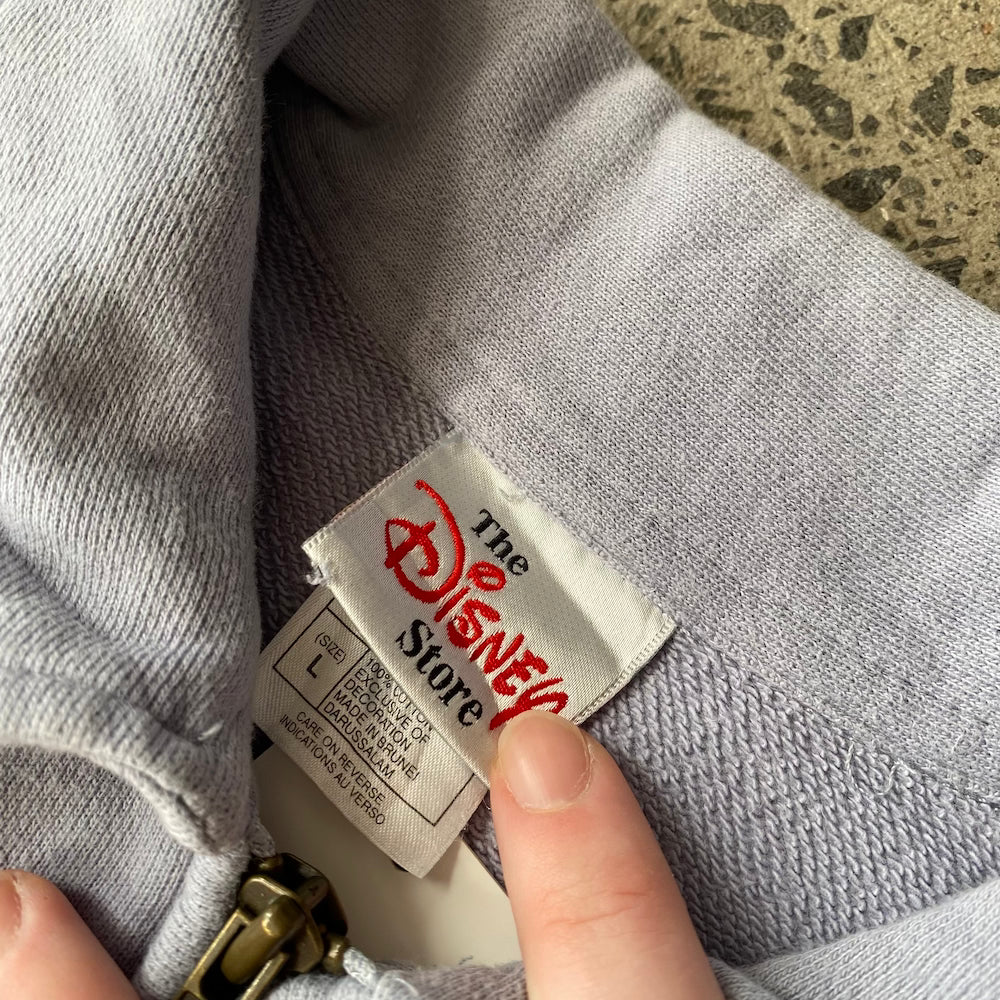 The
Disney
Store
(SIZE)
L
100% COTTON
EXCLUSIVE OF
DECORATION
MADE IN BRUNEI
DARUSSALAM
CARE ON REVERSE
INDICATIONS AU VERSO